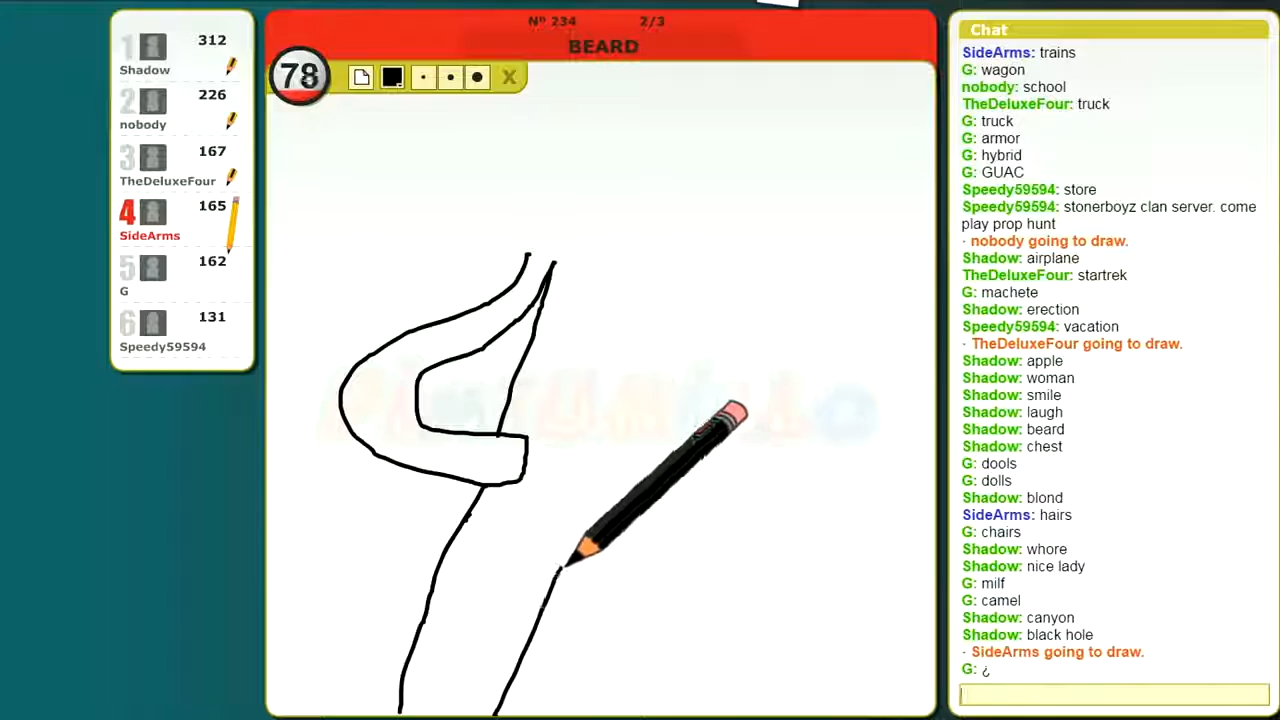 1
312
Shadow
2
226
nobody
3
167
TheDeluxeFour
4
165
SideArms
5
162
G
6
131
Speedy59594
Nº 234 2/3
BEARD
78
X
Chat
SideArms: trains
G: wagon
nobody: school
TheDeluxeFour: truck
G: truck
G: armor
G: hybrid
G: GUAC
Speedy59594: store
Speedy59594: stonerboyz clan server. come
play prop hunt
· nobody going to draw.
Shadow: airplane
TheDeluxeFour: startrek
G: machete
Shadow: erection
Speedy59594: vacation
· TheDeluxeFour going to draw.
Shadow: apple
Shadow: woman
Shadow: smile
Shadow: laugh
Shadow: beard
Shadow: chest
G: dools
G: dolls
Shadow: blond
SideArms: hairs
G: chairs
Shadow: whore
Shadow: nice lady
G: milf
G: camel
Shadow: canyon
Shadow: black hole
· SideArms going to draw.
G: ¿